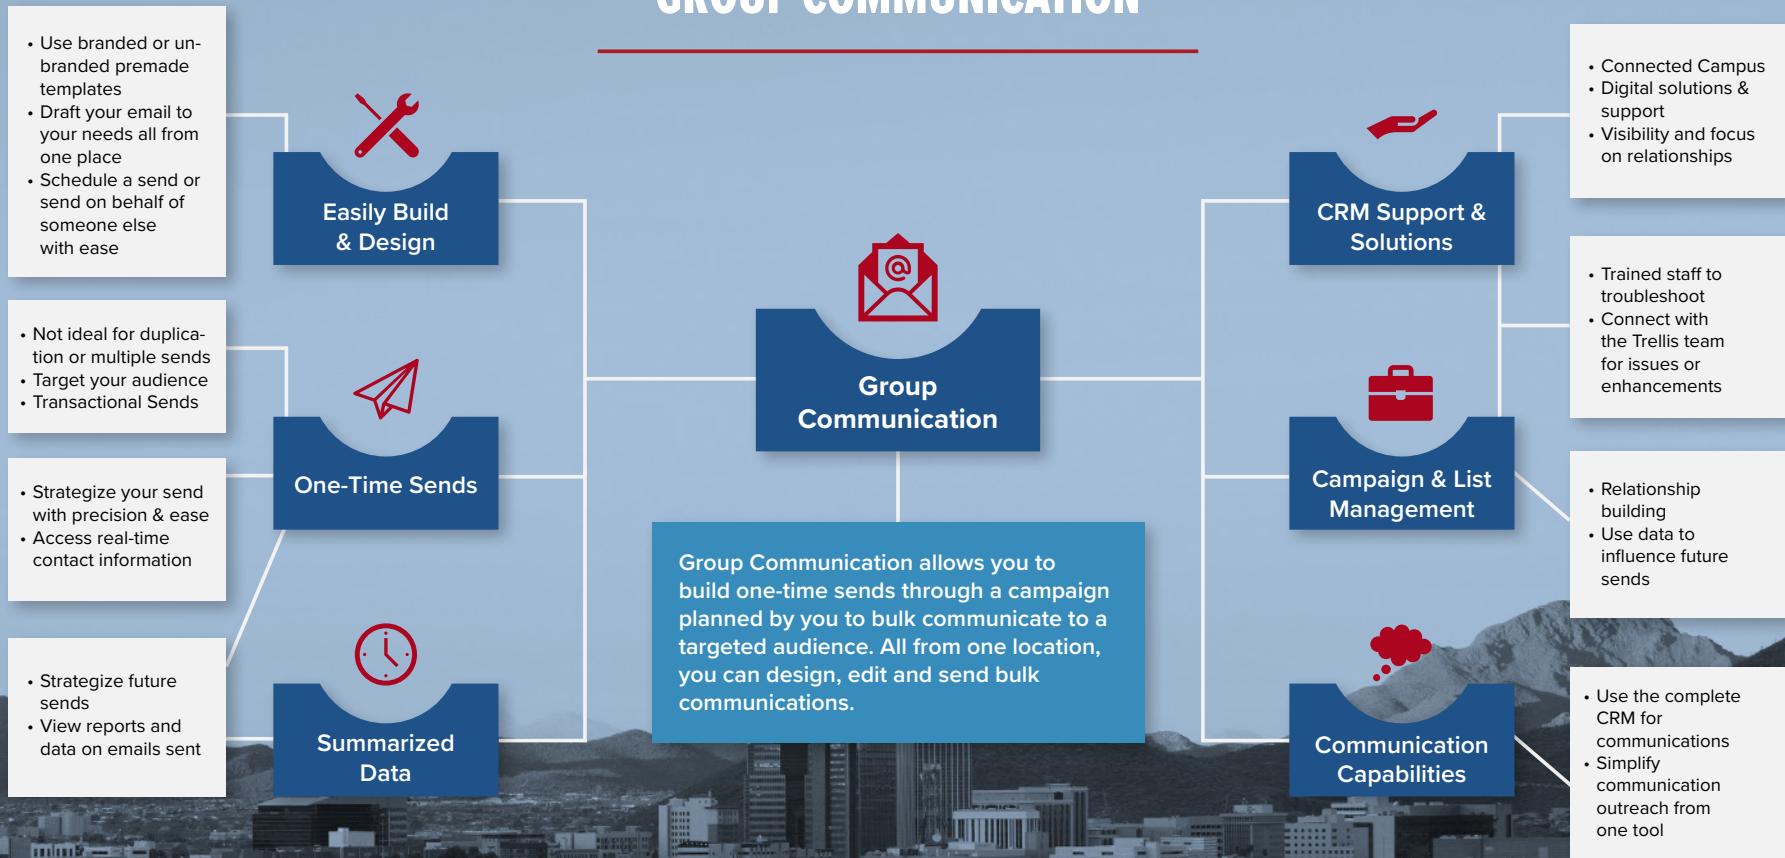 GROUP COMMUNICATION
• Use branded or un-
branded premade
templates
• Draft your email to
your needs all from
one place
• Schedule a send or
send on behalf of
someone else
with ease
Easily Build
& Design
• Not ideal for duplica-
tion or multiple sends
• Target your audience
• Transactional Sends
One-Time Sends
• Strategize your send
with precision & ease
• Access real-time
contact information
• Strategize future
sends
• View reports and
data on emails sent
Summarized
Data
@
Group
Communication
Group Communication allows you to
build one-time sends through a campaign
planned by you to bulk communicate to a
targeted audience. All from one location,
you can design, edit and send bulk
communications.
CRM Support &
Solutions
• Connected Campus
• Digital solutions &
support
• Visibility and focus
on relationships
• Trained staff to
troubleshoot
• Connect with
the Trellis team
for issues or
enhancements
Campaign & List
Management
• Relationship
building
• Use data to
influence future
sends
Communication
Capabilities
• Use the complete
CRM for
communications
• Simplify
communication
outreach from
one tool